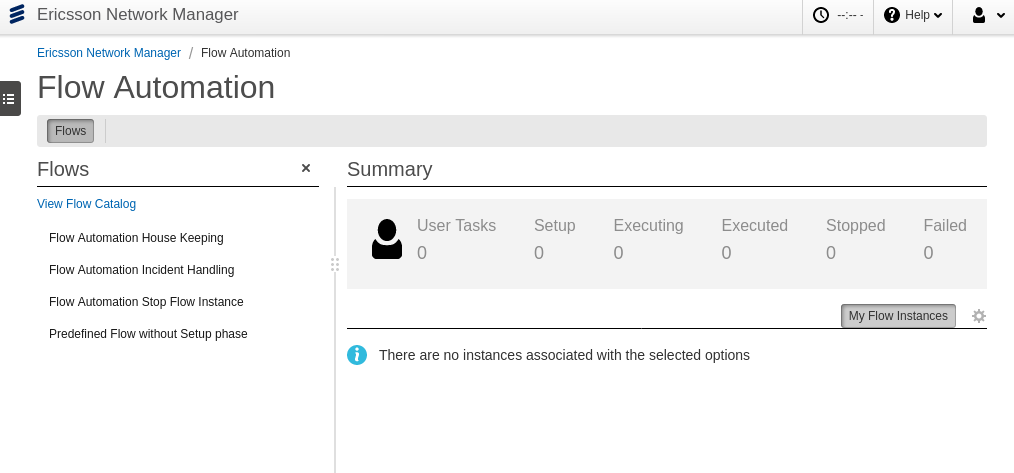 Ericsson Network Manager
--:-- -
Help
Ericsson Network Manager / Flow Automation
Flow Automation
Flows
Flows
View Flow Catalog
Flow Automation House Keeping
Flow Automation Incident Handling
Flow Automation Stop Flow Instance
Predefined Flow without Setup phase
Summary
User Tasks Setup Executing Executed Stopped Failed
0 0 0 0 0 0
My Flow Instances
There are no instances associated with the selected options